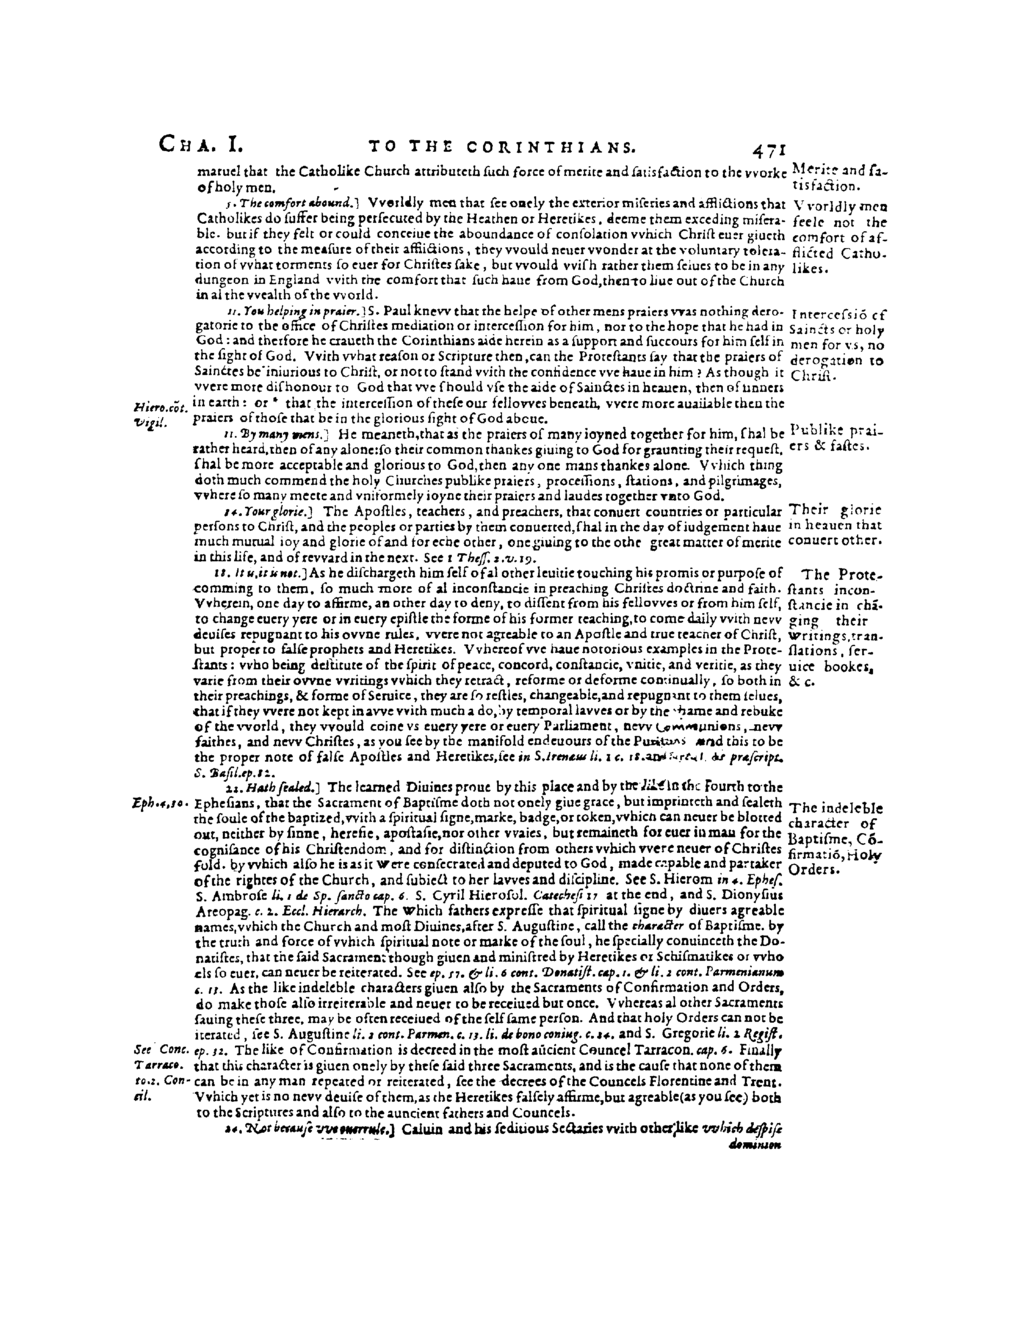 CHA. I. TO THE CORINTHIANS. 471
maruel that the Catholike Church attributeth ſuch force of merite and ſatisfaction to the vvorke
of holy men.
Merite and ſa-
tisfaction.
5. The comfort abound.] Vvorldly men that ſee onely the exterior miſeries and afflictions that
Catholikes do ſuffer being perſecuted by the Heathen or Heretikes, deeme them exceding miſera-
ble. but if they felt or could conceiue the aboundance of conſolation vvhich Chriſt euer giueth
according to the meaſure of their afflictions, they vvould neuer vvonder at the voluntary tolera-
tion of vvhat torments ſo euer for Chriſtes ſake, but vvould vviſh rather them ſelues to be in any
dungeon in England vvith the comfort that ſuch haue from God, then to liue out of the Church
in al the vvealth of the vvorld.
Vvorldly men
feele not the
comfort of af-
flicted Catho-
likes.
11. You helping in praier.] S. Paul knevv that the helpe of other mens praiers vvas nothing dero-
gatorie to the office of Chriſtes mediation or interceſſion for him, nor to the hope that he had in
God: and therfore he craueth the Corinthians aide herein as a ſupport and ſuccours for him ſelf in
the ſight of God. Vvith vvhat reaſon or Scripture then, can the Proteſtants ſay that the praiers of
Sainctes be iniurious to Chriſt, or not to ſtand vvith the confidence vve haue in him? As though it
vvere more diſhonour to God that vve ſhould vſe the aide of Sainctes in heauen, then of ſinners
in earth: or * that the interceſſion of theſe our fellovves beneath, vvere more auailable then the
praiers of thoſe that be in the glorious ſight of God aboue.
Interceſsiõ of
Saincts or holy
men for vs, no
derogation to
Chriſt.
Hiero. cõt.
Vigil.
11. By many mens.] He meaneth, that as the praiers of many ioyned together for him, ſhal be
rather heard, then of any alone: ſo their common thankes giuing to God for graunting their requeſt,
ſhal be more acceptable and glorious to God, then any one mans thankes alone. Vvhich thing
doth much commend the holy Churches publike praiers, proceſſions, ſtations, and pilgrimages,
vvhere ſo many meete and vniformely ioyne their praiers and laudes together vnto God.
Publike prai-
ers & faſtes.
14. Your glorie.] The Apoſtles, teachers, and preachers, that conuert countries or particular
perſons to Chriſt, and the peoples or parties by them conuerted, ſhal in the day of iudgement haue
much mutual ioy and glorie of and for eche other, one giuing to the othe great matter of merite
in this life, and of revvard in the next. See 1 Theſſ. 2. v. 19.
Their glorie
in heauen that
conuert other.
18. It is, it is not.] As he diſchargeth him ſelf of al other leuitie touching his promis or purpoſe of
comming to them, ſo much more of al inconſtancie in preaching Chriſtes doctrine and faith.
Vvherein, one day to affirme, an other day to deny, to diſſent from his fellovves or from him ſelf,
to change euery yere or in euery epiſtle the forme of his former teaching, to come daily vvith nevv
deuiſes repugnant to his ovvne rules, vvere not agreable to an Apoſtle and true teacher of Chriſt,
but proper to falſe prophets and Heretikes. Vvhereof vve haue notorious examples in the Prote-
ſtants: vvho being deſtitute of the ſpirit of peace, concord, conſtancie, vnitie, and veritie, as they
varie from their ovvne vvritings vvhich they retract, reforme or deforme continually, ſo both in
their preachings, & forme of Seruice, they are ſo reſtles, changeable, and repugnant to them ſelues,
that if they vvere not kept in avve vvith much a do, by temporal lavves or by the ſhame and rebuke
of the vvorld, they vvould coine vs euery yere or euery Parliament, nevv Communions, nevv
faithes, and nevv Chriſtes, as you ſee by the manifold endeuours of the Puritans and this to be
the proper note of falſe Apoſtles and Heretikes, ſee in S. Ireneus li. 1 c. 18. and Tertul. de præſcript.
S. Baſil. ep. 82.
The Prote-
ſtants incon-
ſtancie in chã-
ging their
writings, tran-
ſlations, ſer-
uice bookes,
& c.
22. Hath ſealed.] The learned Diuines proue by this place and by the like in the Fourth to the
Epheſians, that the Sacrament of Baptiſme doth not onely giue grace, but imprinteth and ſealeth
the ſoule of the baptized, vvith a ſpiritual ſigne, marke, badge, or token, vvhich can neuer be blotted
out, neither by ſinne, hereſie, apoſtaſie, nor other vvaies, but remaineth for euer in man for the
cogniſance of his Chriſtendom, and for diſtinction from others vvhich vvere neuer of Chriſtes
fold. by vvhich alſo he is as it were conſecrated and deputed to God, made capable and partaker
of the rightes of the Church, and ſubiect to her lavves and diſcipline. See S. Hierom in 4. Epheſ.
S. Ambroſe li. 1 de Sp. ſancto cap. 6. S. Cyril Hieroſol. Catecheſi 17 at the end, and S. Dionyſius
Areopag. c. 2. Eccl. Hierarch. The which fathers expreſſe that ſpiritual ſigne by diuers agreable
names, vvhich the Church and moſt Diuines, after S. Auguſtine, call the character of Baptiſme. by
the truth and force of vvhich ſpiritual note or marke of the ſoul, he ſpecially conuinceth the Do-
natiſtes, that the ſaid Sacrament though giuen and miniſtred by Heretikes or Schiſmatikes or vvho
els ſo euer, can neuer be reiterated. See ep. 57. & li. 6 cont. Donatiſt. cap. 1. & li. 2 cont. Parmenianum
c. 13. As the like indeleble characters giuen alſo by the Sacraments of Confirmation and Orders,
do make thoſe alſo irreiterable and neuer to be receiued but once. Vvhereas al other Sacraments
ſauing theſe three, may be often receiued of the ſelf ſame perſon. And that holy Orders can not be
iterated, ſee S. Auguſtine li. 2 cont. Parmen. c. 13. li. de bono coniug. c. 24. and S. Gregorie li. 2 Regiſt.
ep. 32. The like of Confirmation is decreed in the moſt aũcient Councel Tarracon. cap. 6. Finally
that this character is giuen onely by theſe ſaid three Sacraments, and is the cauſe that none of them
can be in any man repeated or reiterated, ſee the decrees of the Councels Florentine and Trent.
Vvhich yet is no nevv deuiſe of them, as the Heretikes falſely affirme, but agreable (as you ſee) both
to the Scriptures and alſo to the auncient fathers and Councels.
Eph. 4, 30.
The indeleble
character of
Baptiſme, Cõ-
firmatiõ, Holy
Orders.
See Conc.
Tarraco.
to. 2. Con-
cil.
24. Not becauſe vve ouerrule.] Caluin and his ſeditious Sectaries vvith other like vvhich deſpiſe
dominion